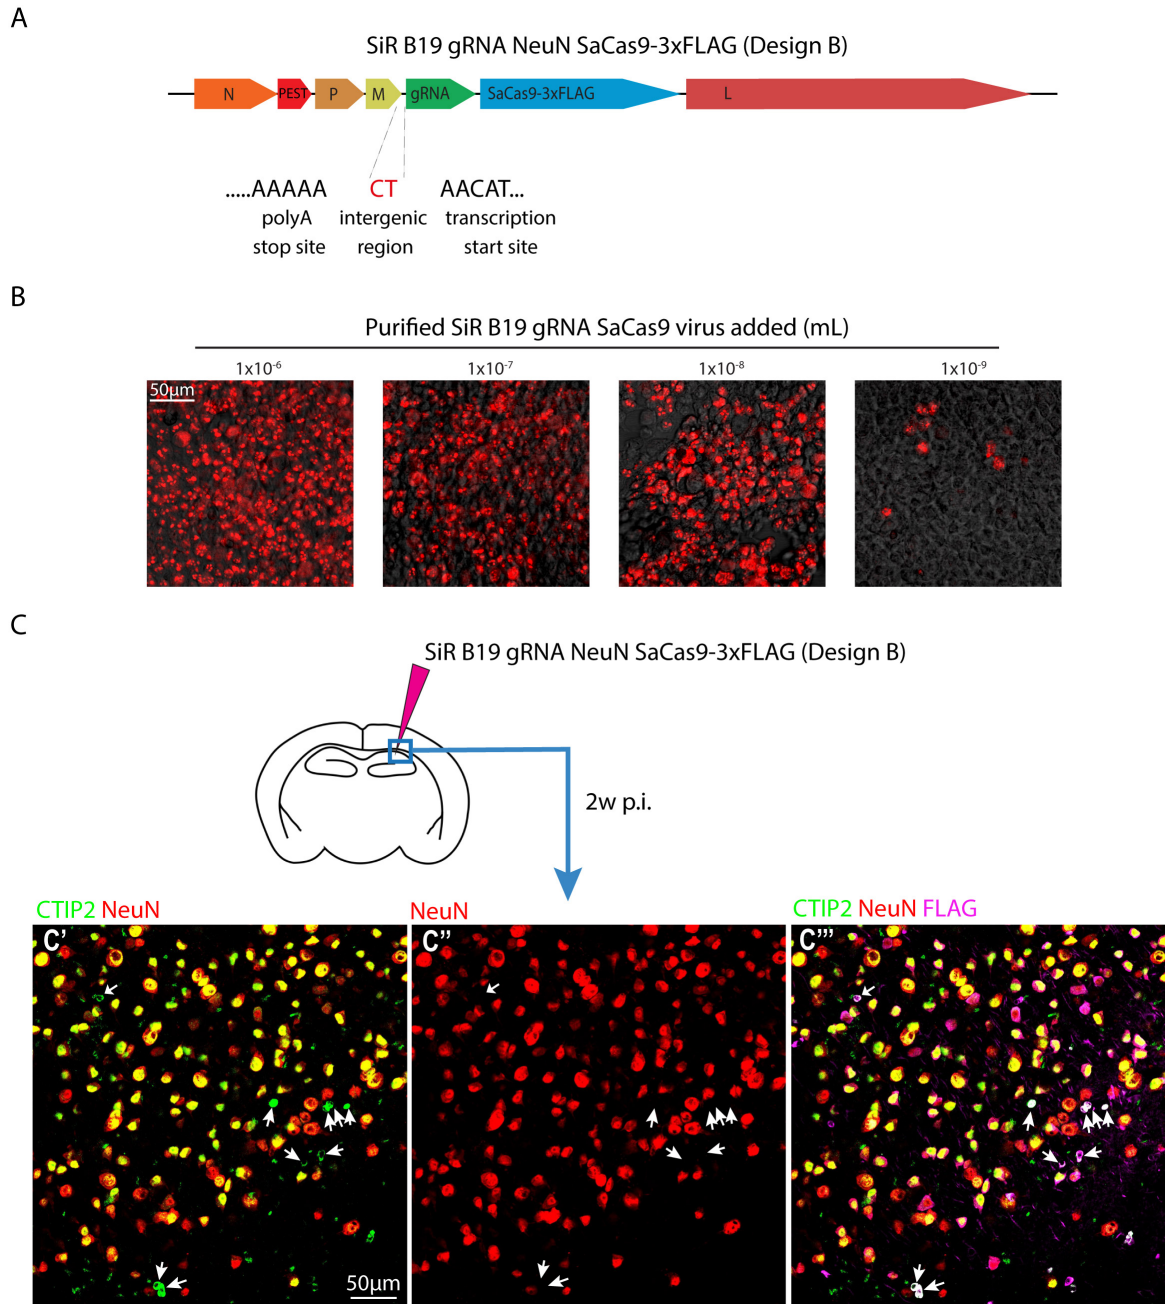 A
SiR B19 gRNA NeuN SaCas9-3xFLAG (Design B)
N PEST P M gRNA SaCas9-3xFLAG L
.....AAAAA CT AACAT...
polyA intergenic transcription
stop site region start site
B
Purified SiR B19 gRNA SaCas9 virus added (mL)
1x10⁻⁶ 1x10⁻⁷ 1x10⁻⁸ 1x10⁻⁹
50µm
C
SiR B19 gRNA NeuN SaCas9-3xFLAG (Design B)
2w p.i.
CTIP2 NeuN NeuN CTIP2 NeuN FLAG
C' C'' C'''
50µm